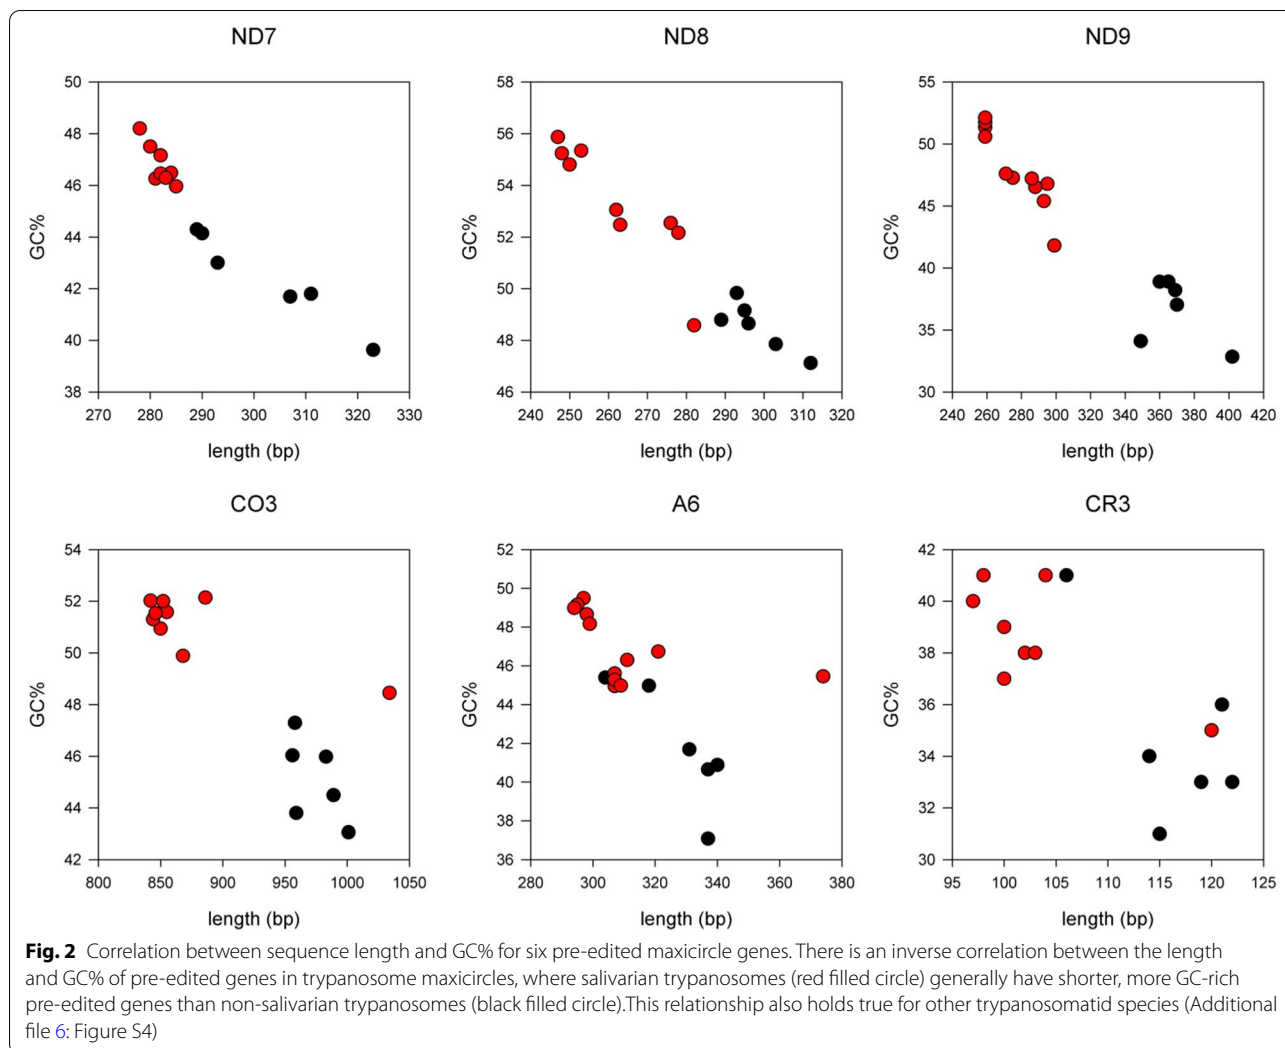 ND7
ND8
ND9
GC%
50
48
46
44
42
40
38
270 280 290 300 310 320 330
length (bp)
GC%
58
56
54
52
50
48
46
240 250 260 270 280 290 300 310 320
length (bp)
GC%
55
50
45
40
35
30
240 260 280 300 320 340 360 380 400 420
length (bp)
CO3
A6
CR3
GC%
54
52
50
48
46
44
42
800 850 900 950 1000 1050
length (bp)
GC%
52
50
48
46
44
42
40
38
36
280 300 320 340 360 380
length (bp)
GC%
42
40
38
36
34
32
30
95 100 105 110 115 120 125
length (bp)
Fig. 2 Correlation between sequence length and GC% for six pre-edited maxicircle genes. There is an inverse correlation between the length
and GC% of pre-edited genes in trypanosome maxicircles, where salivarian trypanosomes (red filled circle) generally have shorter, more GC-rich
pre-edited genes than non-salivarian trypanosomes (black filled circle).This relationship also holds true for other trypanosomatid species (Additional
file 6: Figure S4)